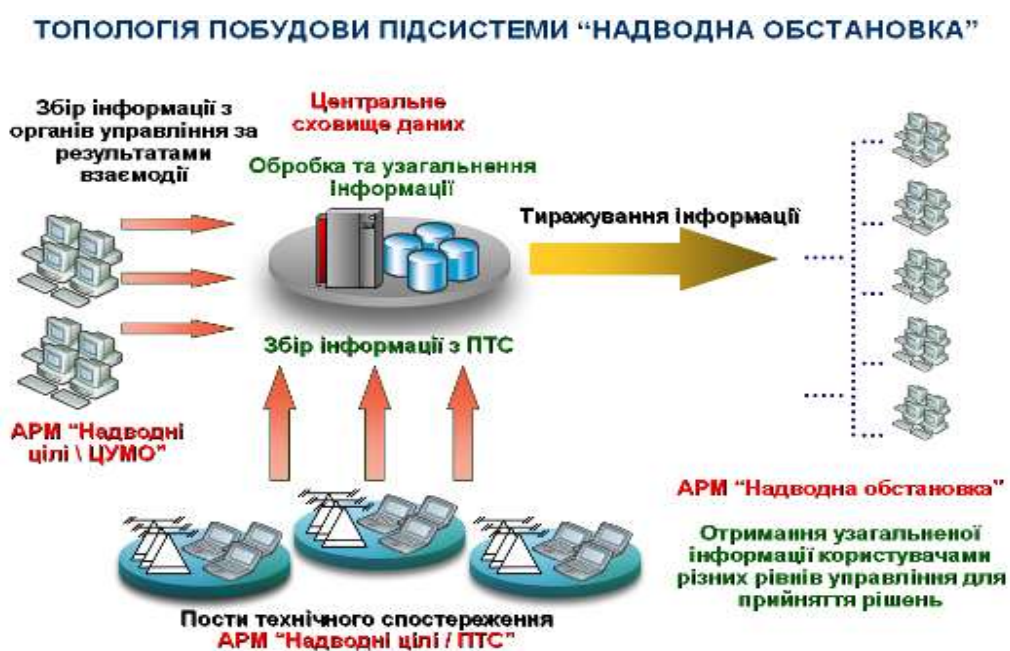 ТОПОЛОГІЯ ПОБУДОВИ ПІДСИСТЕМИ “НАДВОДНА ОБСТАНОВКА”
Збір інформації з
органів управління за
результатами
взаємодії
Центральне
сховище даних
Обробка та узагальнення
інформації
Тиражування інформації
Збір інформації з ПТС
АРМ “Надводні
цілі \ ЦУМО”
АРМ “Надводна обстановка”
Отримання узагальненої
інформації користувачами
різних рівнів управління для
прийняття рішень
Пости технічного спостереження
АРМ “Надводні цілі / ПТС”